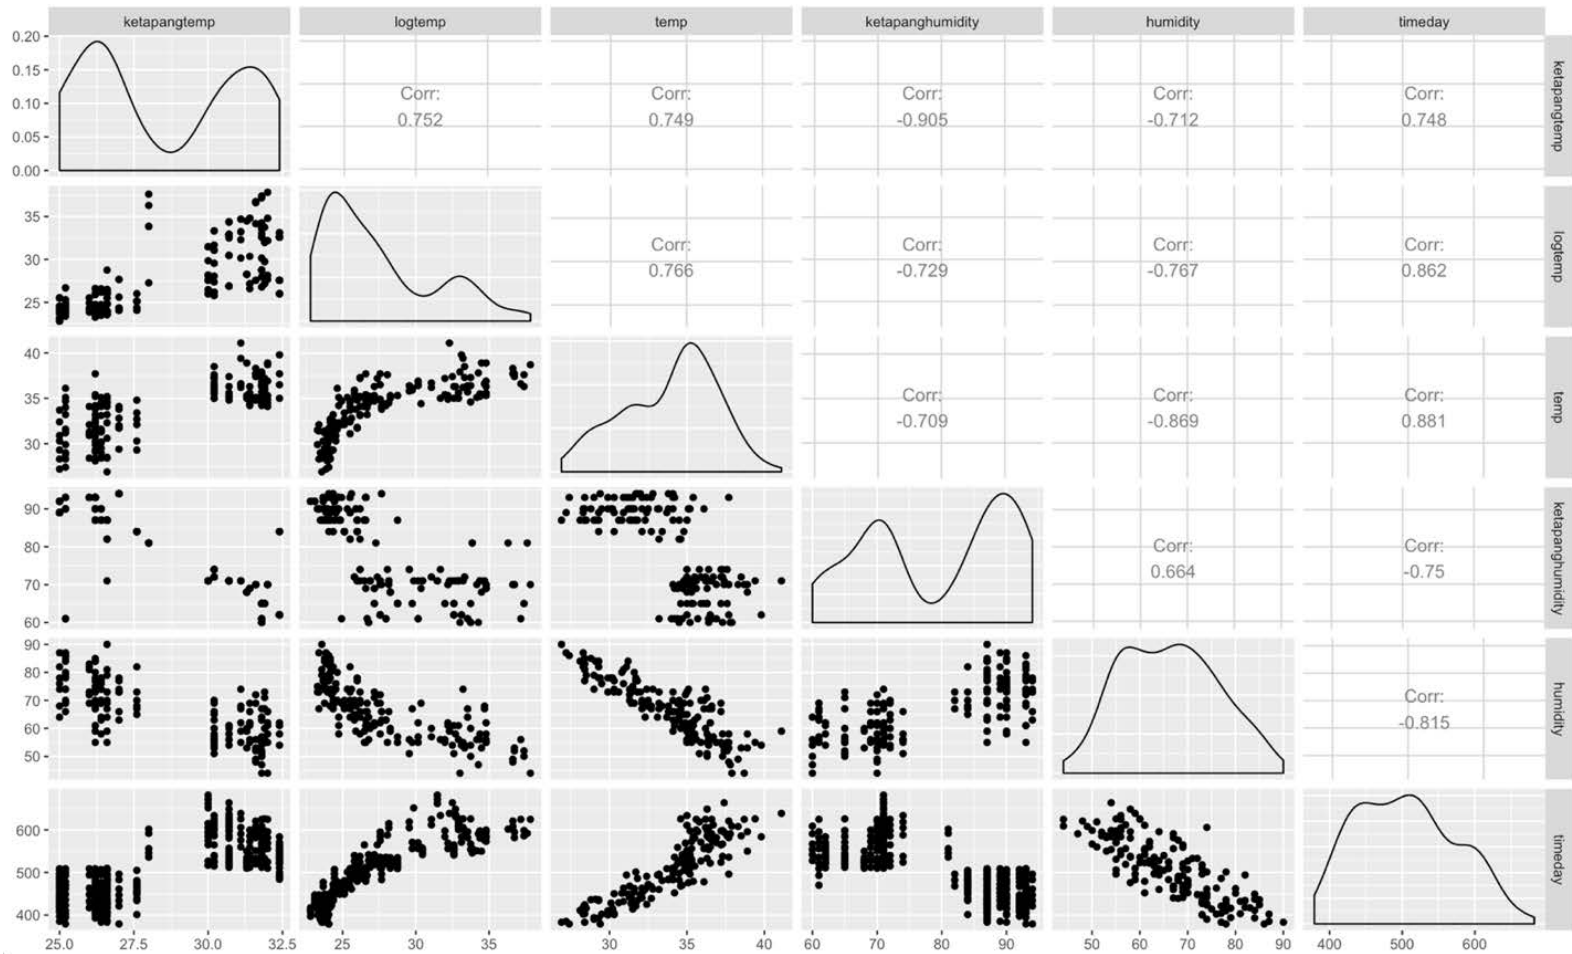 ketapangtemp logtemp temp ketapanghumidity humidity timeday
0.20
0.15
0.10
0.05
0.00
Corr:
0.752
Corr:
0.749
Corr:
-0.905
Corr:
-0.712
Corr:
0.748
ketapangtemp
35
30
25
Corr:
0.766
Corr:
-0.729
Corr:
-0.767
Corr:
0.862
logtemp
40
35
30
Corr:
-0.709
Corr:
-0.869
Corr:
0.881
temp
90
80
70
60
Corr:
0.664
Corr:
-0.75
ketapanghumidity
90
80
70
60
50
Corr:
-0.815
humidity
600
500
400
timeday
25.0 27.5 30.0 32.5 25 30 35 30 35 40 60 70 80 90 50 60 70 80 90 400 500 600